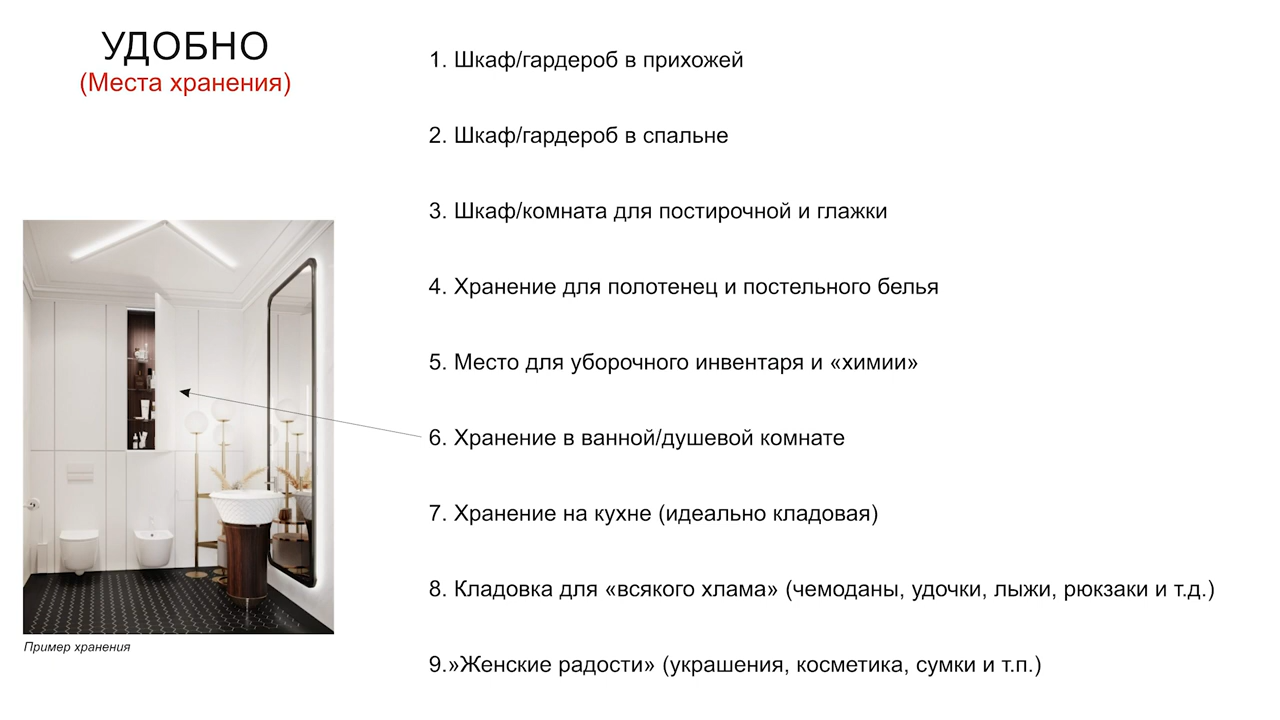 УДОБНО
(Места хранения)
1. Шкаф/гардероб в прихожей
2. Шкаф/гардероб в спальне
3. Шкаф/комната для постирочной и глажки
4. Хранение для полотенец и постельного белья
5. Место для уборочного инвентаря и «химии»
6. Хранение в ванной/душевой комнате
7. Хранение на кухне (идеально кладовая)
8. Кладовка для «всякого хлама» (чемоданы, удочки, лыжи, рюкзаки и т.д.)
9.»Женские радости» (украшения, косметика, сумки и т.п.)
Пример хранения